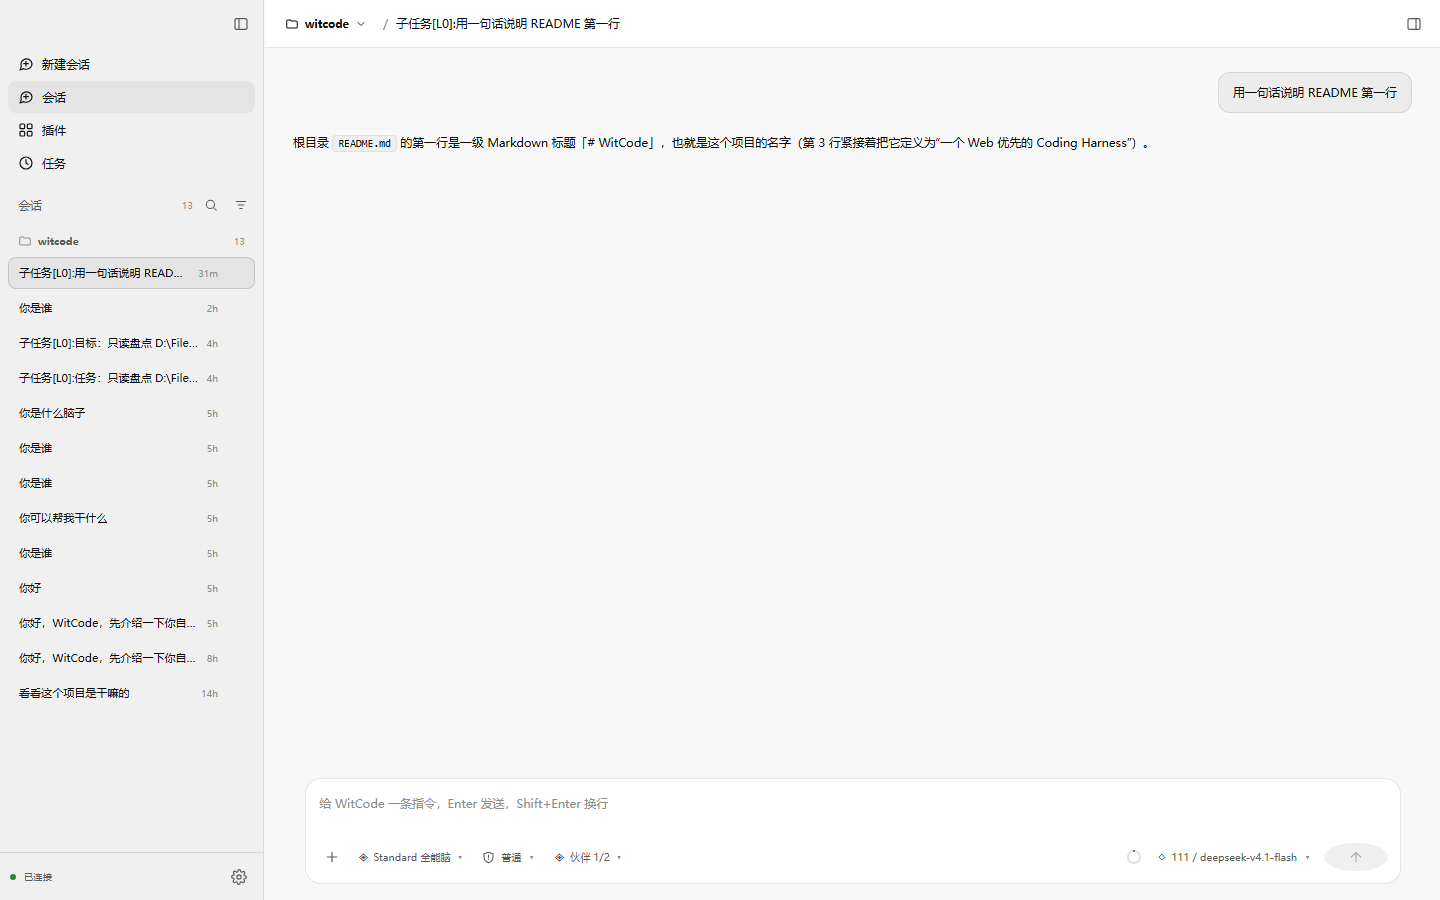 witcode / 子任务[L0]:用一句话说明 README 第一行
新建会话
会话
插件
任务
会话 13
witcode 13
子任务[L0]:用一句话说明 READ... 31m
你是谁 2h
子任务[L0]:目标：只读盘点 D:\File... 4h
子任务[L0]:任务：只读盘点 D:\File... 4h
你是什么脑子 5h
你是谁 5h
你是谁 5h
你可以帮我干什么 5h
你是谁 5h
你好 5h
你好，WitCode，先介绍一下你自... 5h
你好，WitCode，先介绍一下你自... 8h
看看这个项目是干嘛的 14h
已连接
用一句话说明 README 第一行
根目录 README.md 的第一行是一级 Markdown 标题「# WitCode」，也就是这个项目的名字（第 3 行紧接着把它定义为“一个 Web 优先的 Coding Harness”）。
给 WitCode 一条指令，Enter 发送，Shift+Enter 换行
Standard 全能脑 普通 伙伴 1/2 111 / deepseek-v4.1-flash